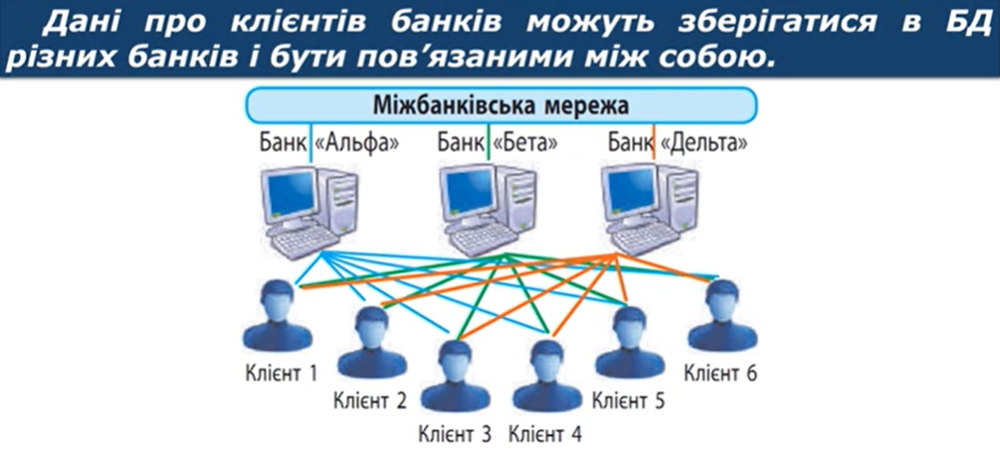 Дані про клієнтів банків можуть зберігатися в БД
різних банків і бути пов’язаними між собою.
Міжбанківська мережа
Банк «Альфа» Банк «Бета» Банк «Дельта»
Клієнт 1 Клієнт 6
Клієнт 2 Клієнт 5
Клієнт 3 Клієнт 4